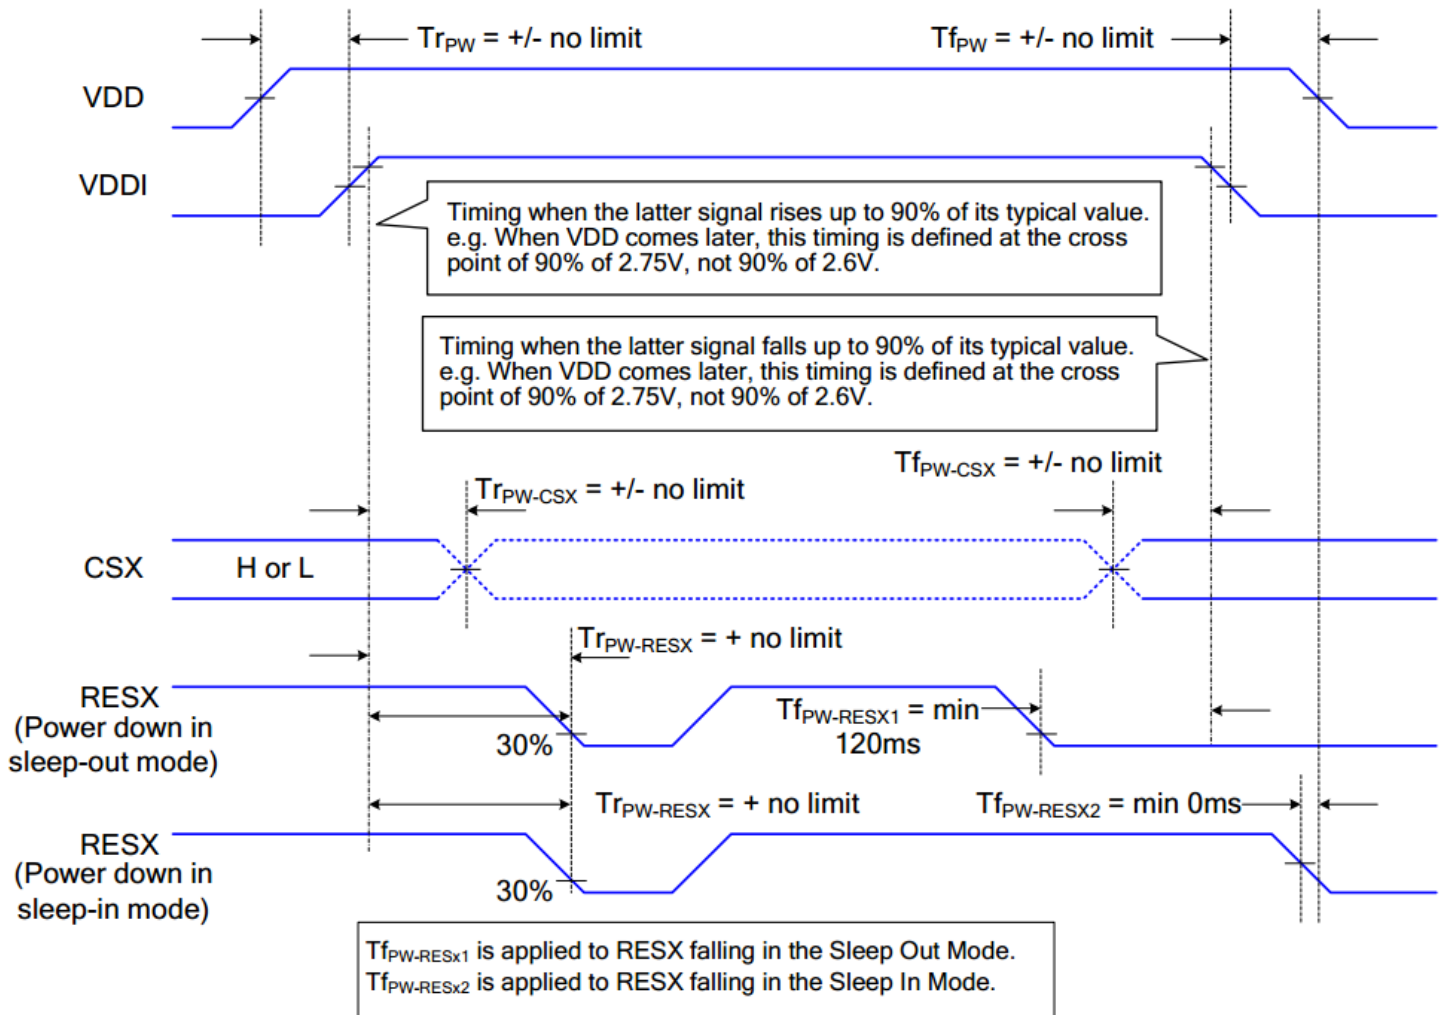 TrPW = +/- no limit
TfPW = +/- no limit
VDD
VDDI
Timing when the latter signal rises up to 90% of its typical value.
e.g. When VDD comes later, this timing is defined at the cross
point of 90% of 2.75V, not 90% of 2.6V.
Timing when the latter signal falls up to 90% of its typical value.
e.g. When VDD comes later, this timing is defined at the cross
point of 90% of 2.75V, not 90% of 2.6V.
TfPW-CSX = +/- no limit
TrPW-CSX = +/- no limit
CSX
H or L
TrPW-RESX = + no limit
RESX
(Power down in
sleep-out mode)
30%
TfPW-RESX1 = min
120ms
TrPW-RESX = + no limit
TfPW-RESX2 = min 0ms
RESX
(Power down in
sleep-in mode)
30%
TfPW-RESx1 is applied to RESX falling in the Sleep Out Mode.
TfPW-RESx2 is applied to RESX falling in the Sleep In Mode.